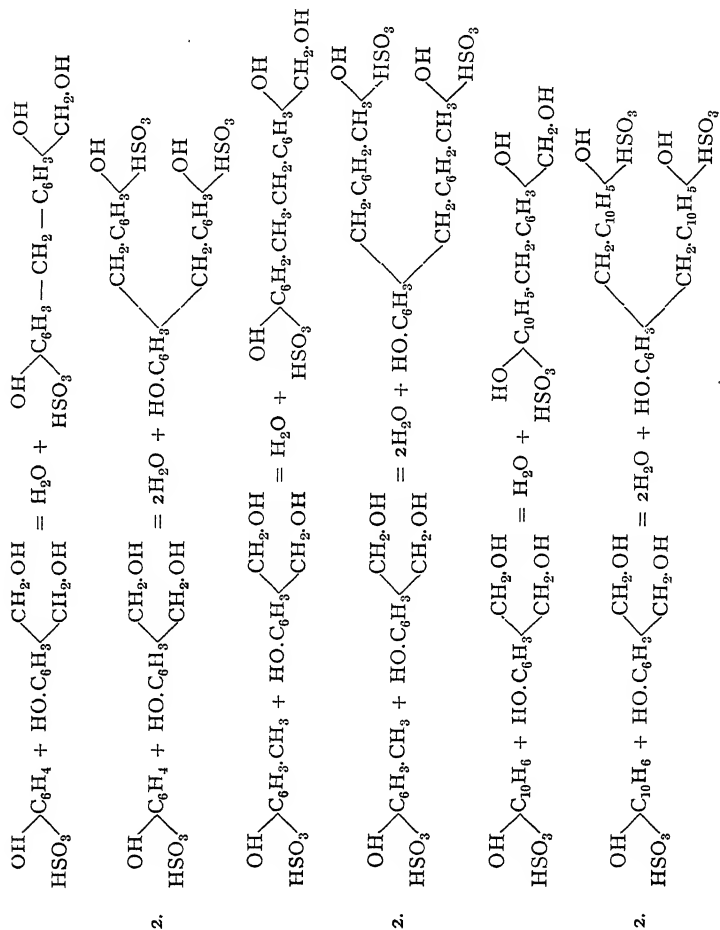 OH CH₂.OH OH OH
C₆H₄ + HO.C₆H₃ = H₂O + C₆H₃ — CH₂ — C₆H₃
HSO₃ CH₂.OH HSO₃ CH₂.OH
OH
CH₂.C₆H₃
OH CH₂.OH HSO₃
2. C₆H₄ + HO.C₆H₃ = 2H₂O + HO.C₆H₃
HSO₃ CH₂.OH OH
CH₂.C₆H₃
HSO₃
OH CH₂.OH OH OH
C₆H₃.CH₃ + HO.C₆H₃ = H₂O + C₆H₂.CH₃.CH₂.C₆H₃
HSO₃ CH₂.OH HSO₃ CH₂.OH
OH
CH₂.C₆H₂.CH₃
OH CH₂.OH HSO₃
2. C₆H₃.CH₃ + HO.C₆H₃ = 2H₂O + HO.C₆H₃
HSO₃ CH₂.OH OH
CH₂.C₆H₂.CH₃
HSO₃
OH CH₂.OH HO OH
C₁₀H₆ + HO.C₆H₃ = H₂O + C₁₀H₅.CH₂.C₆H₃
HSO₃ CH₂.OH HSO₃ CH₂.OH
OH
CH₂.C₁₀H₅
OH CH₂.OH HSO₃
2. C₁₀H₆ + HO.C₆H₃ = 2H₂O + HO.C₆H₃
HSO₃ CH₂.OH OH
CH₂.C₁₀H₅
HSO₃